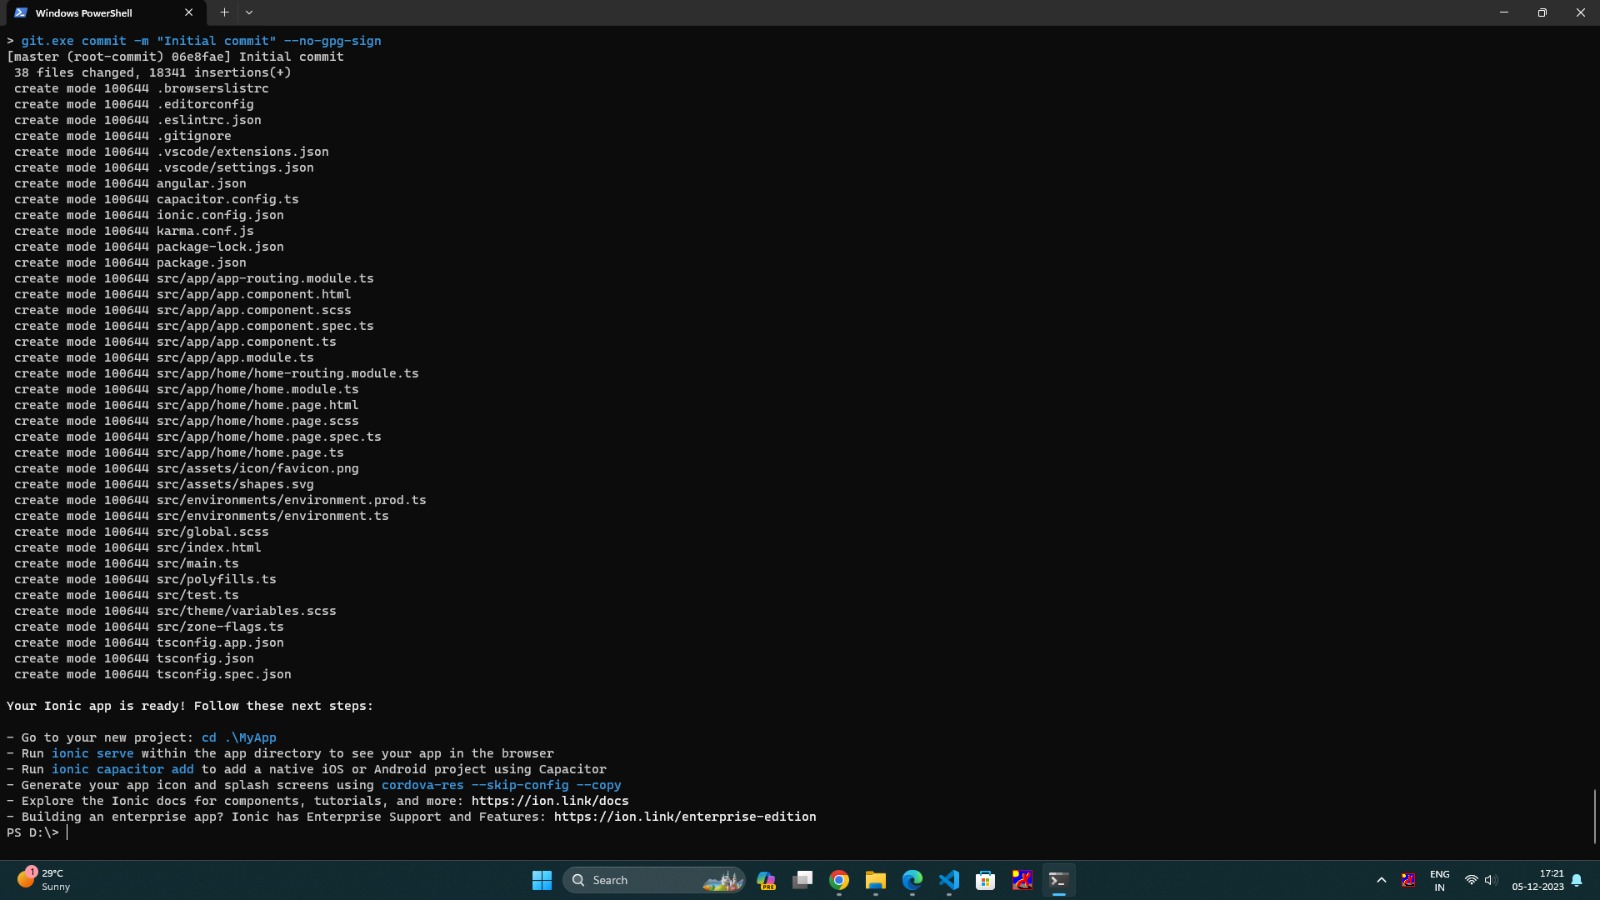 Windows PowerShell
> git.exe commit -m "Initial commit" --no-gpg-sign
[master (root-commit) 06e8fae] Initial commit
38 files changed, 18341 insertions(+)
create mode 100644 .browserslistrc
create mode 100644 .editorconfig
create mode 100644 .eslintrc.json
create mode 100644 .gitignore
create mode 100644 .vscode/extensions.json
create mode 100644 .vscode/settings.json
create mode 100644 angular.json
create mode 100644 capacitor.config.ts
create mode 100644 ionic.config.json
create mode 100644 karma.conf.js
create mode 100644 package-lock.json
create mode 100644 package.json
create mode 100644 src/app/app-routing.module.ts
create mode 100644 src/app/app.component.html
create mode 100644 src/app/app.component.scss
create mode 100644 src/app/app.component.spec.ts
create mode 100644 src/app/app.component.ts
create mode 100644 src/app/app.module.ts
create mode 100644 src/app/home/home-routing.module.ts
create mode 100644 src/app/home/home.module.ts
create mode 100644 src/app/home/home.page.html
create mode 100644 src/app/home/home.page.scss
create mode 100644 src/app/home/home.page.spec.ts
create mode 100644 src/app/home/home.page.ts
create mode 100644 src/assets/icon/favicon.png
create mode 100644 src/assets/shapes.svg
create mode 100644 src/environments/environment.prod.ts
create mode 100644 src/environments/environment.ts
create mode 100644 src/global.scss
create mode 100644 src/index.html
create mode 100644 src/main.ts
create mode 100644 src/polyfills.ts
create mode 100644 src/test.ts
create mode 100644 src/theme/variables.scss
create mode 100644 src/zone-flags.ts
create mode 100644 tsconfig.app.json
create mode 100644 tsconfig.json
create mode 100644 tsconfig.spec.json
Your Ionic app is ready! Follow these next steps:
- Go to your new project: cd .\MyApp
- Run ionic serve within the app directory to see your app in the browser
- Run ionic capacitor add to add a native iOS or Android project using Capacitor
- Generate your app icon and splash screens using cordova-res --skip-config --copy
- Explore the Ionic docs for components, tutorials, and more: https://ion.link/docs
- Building an enterprise app? Ionic has Enterprise Support and Features: https://ion.link/enterprise-edition
PS D:\>
1
29°C
Sunny
Search
PRE
ENG
IN
17:21
05-12-2023